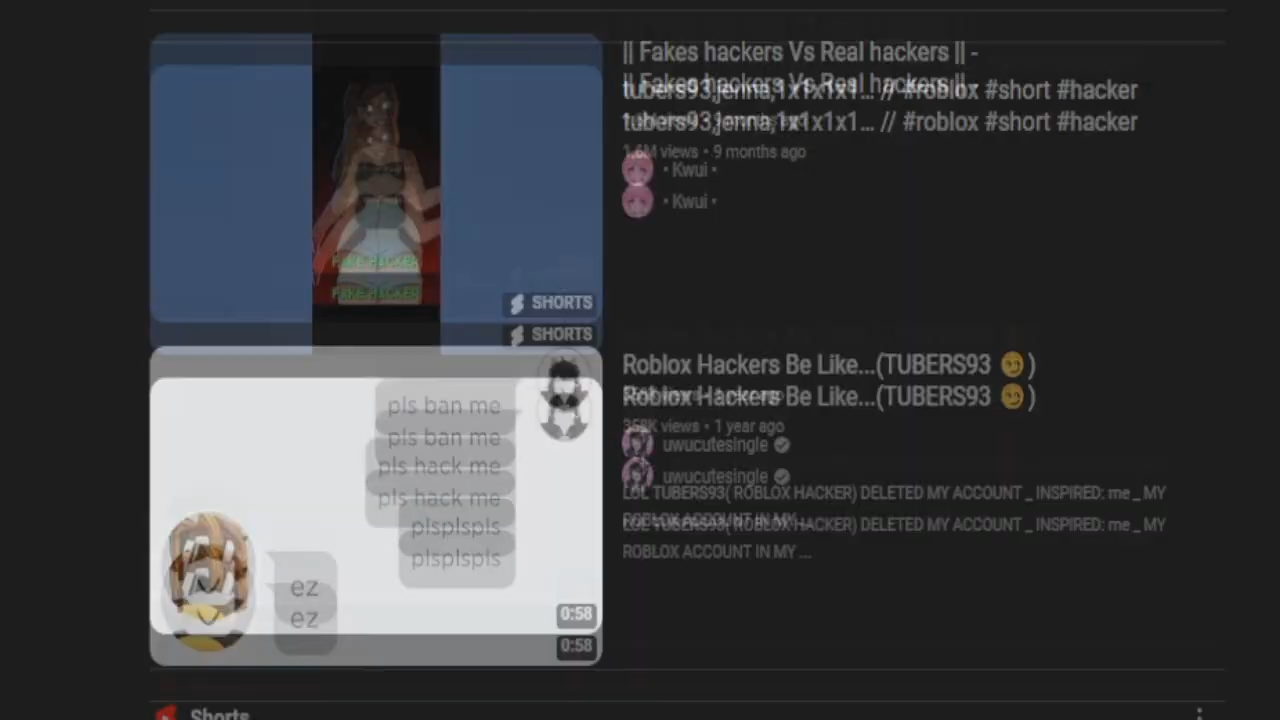 || Fakes hackers Vs Real hackers || -
|| Fakes hackers Vs Real hackers || -
tubers93,jenna,1x1x1x1... // #roblox #short #hacker
tubers93,jenna,1x1x1x1... // #roblox #short #hacker
1.6M views • 9 months ago
• Kwui •
• Kwui •
FAKE HACKER
FAKE HACKER
SHORTS
SHORTS
Roblox Hackers Be Like...(TUBERS93 😏 )
Roblox Hackers Be Like...(TUBERS93 😏 )
358K views • 1 year ago
uwucutesingle
uwucutesingle
LOL TUBERS93( ROBLOX HACKER) DELETED MY ACCOUNT _ INSPIRED: me _ MY
ROBLOX ACCOUNT IN MY ...
LOL TUBERS93( ROBLOX HACKER) DELETED MY ACCOUNT _ INSPIRED: me _ MY
ROBLOX ACCOUNT IN MY ...
pls ban me
pls ban me
pls hack me
pls hack me
plsplspls
plsplspls
ez
ez
0:58
0:58
Shorts